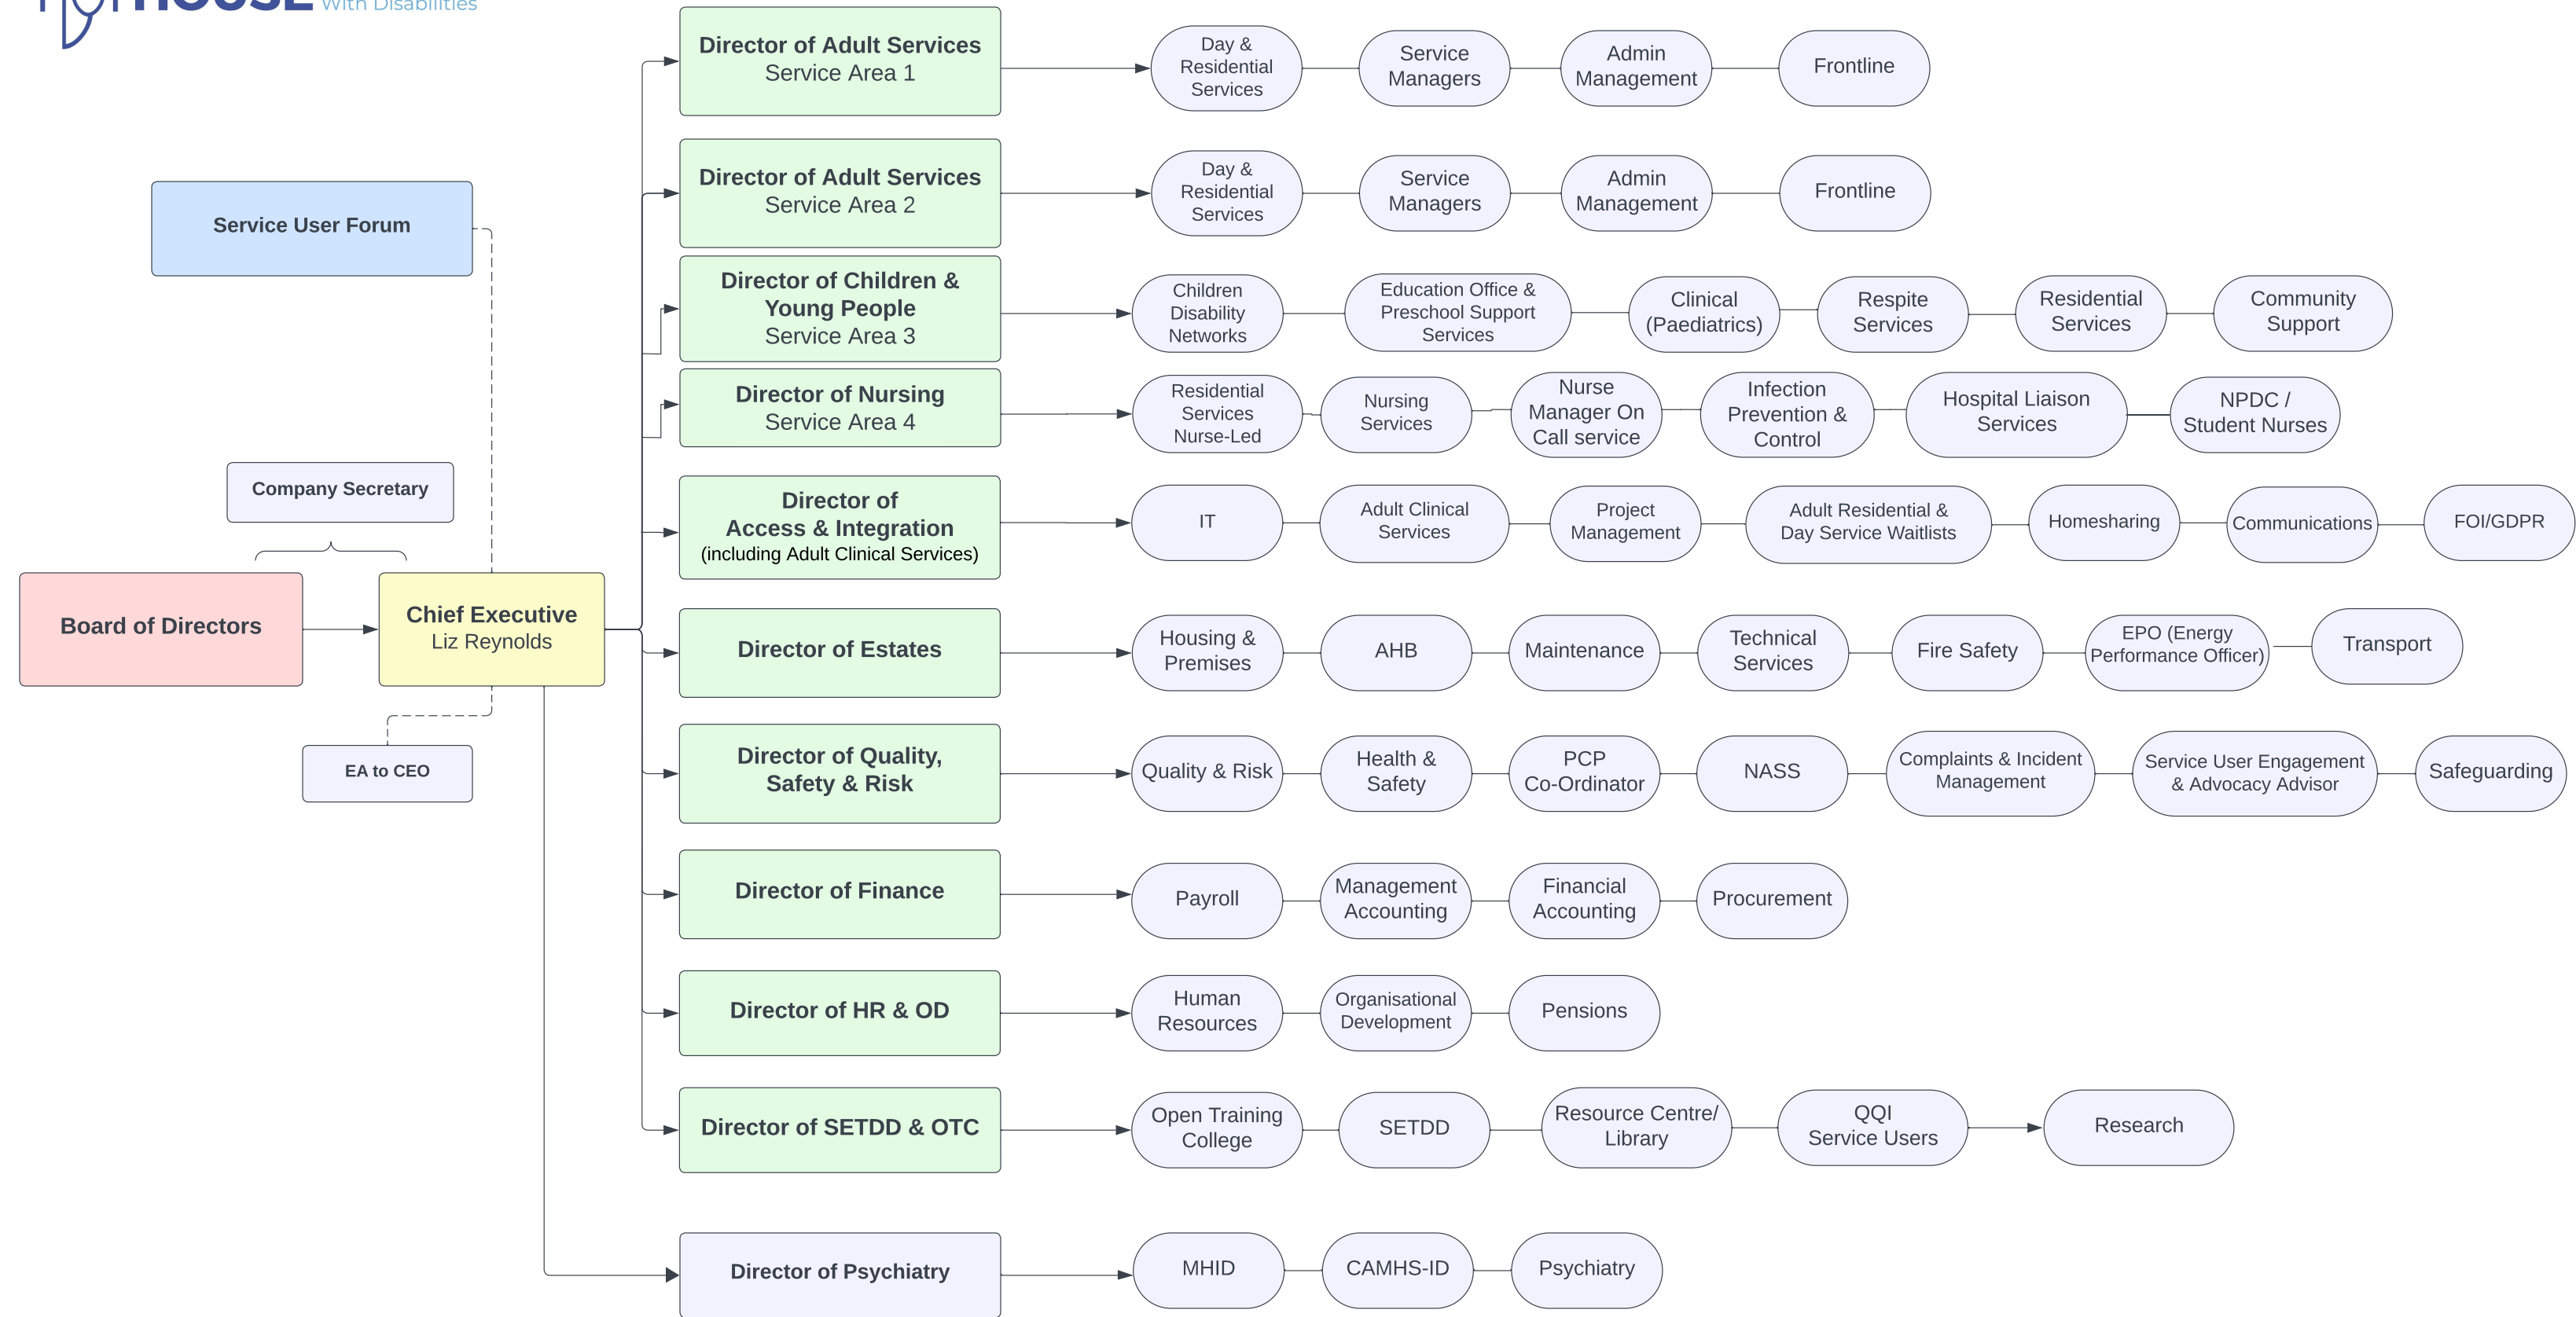 HOUSE With Disabilities
Director of Adult Services
Service Area 1
Day &
Residential
Services
Service
Managers
Admin
Management
Frontline
Director of Adult Services
Service Area 2
Day &
Residential
Services
Service
Managers
Admin
Management
Frontline
Service User Forum
Director of Children &
Young People
Service Area 3
Children
Disability
Networks
Education Office &
Preschool Support
Services
Clinical
(Paediatrics)
Respite
Services
Residential
Services
Community
Support
Director of Nursing
Service Area 4
Residential
Services
Nurse-Led
Nursing
Services
Nurse
Manager On
Call service
Infection
Prevention &
Control
Hospital Liaison
Services
NPDC /
Student Nurses
Company Secretary
Director of
Access & Integration
(including Adult Clinical Services)
IT
Adult Clinical
Services
Project
Management
Adult Residential &
Day Service Waitlists
Homesharing
Communications
FOI/GDPR
Board of Directors
Chief Executive
Liz Reynolds
Director of Estates
Housing &
Premises
AHB
Maintenance
Technical
Services
Fire Safety
EPO (Energy
Performance Officer)
Transport
EA to CEO
Director of Quality,
Safety & Risk
Quality & Risk
Health &
Safety
PCP
Co-Ordinator
NASS
Complaints & Incident
Management
Service User Engagement
& Advocacy Advisor
Safeguarding
Director of Finance
Payroll
Management
Accounting
Financial
Accounting
Procurement
Director of HR & OD
Human
Resources
Organisational
Development
Pensions
Director of SETDD & OTC
Open Training
College
SETDD
Resource Centre/
Library
QQI
Service Users
Research
Director of Psychiatry
MHID
CAMHS-ID
Psychiatry